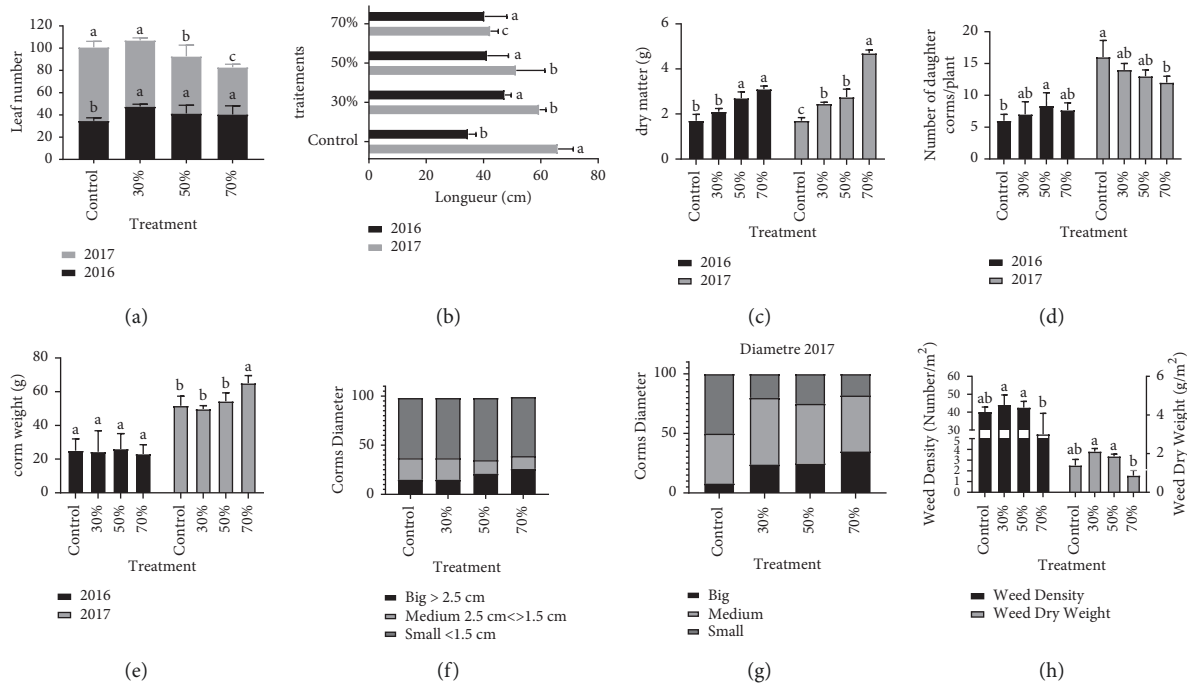 Leaf number
120
100
80
60
40
20
0
a
a
b
c
b
a
a
a
Control
30%
50%
70%
Treatment
2017
2016
(a)
traitements
70%
50%
30%
Control
a
c
a
b
a
b
b
a
0
20
40
60
80
Longueur (cm)
2016
2017
(b)
dry matter (g)
6
4
2
0
b
b
a
a
c
b
b
a
Control
30%
50%
70%
Control
30%
50%
70%
Treatment
2016
2017
(c)
Number of daughter
corms/plant
20
15
10
5
0
b
ab
a
ab
a
ab
ab
b
Control
30%
50%
70%
Control
30%
50%
70%
Treatment
2016
2017
(d)
corm weight (g)
80
60
40
20
0
a
a
a
a
b
b
b
a
Control
30%
50%
70%
Control
30%
50%
70%
Treatment
2016
2017
(e)
Corms Diameter
100
50
0
Control
30%
50%
70%
Treatment
Big > 2.5 cm
Medium 2.5 cm<>1.5 cm
Small <1.5 cm
(f)
Diametre 2017
Corms Diameter
100
50
0
Control
30%
50%
70%
Treatment
Big
Medium
Small
(g)
Weed Density (Number/m²)
60
50
40
30
5
4
3
2
1
0
ab
a
a
b
ab
a
a
b
6
4
2
0
Weed Dry Weight (g/m²)
Control
30%
50%
70%
Control
30%
50%
70%
Treatment
Weed Density
Weed Dry Weight
(h)